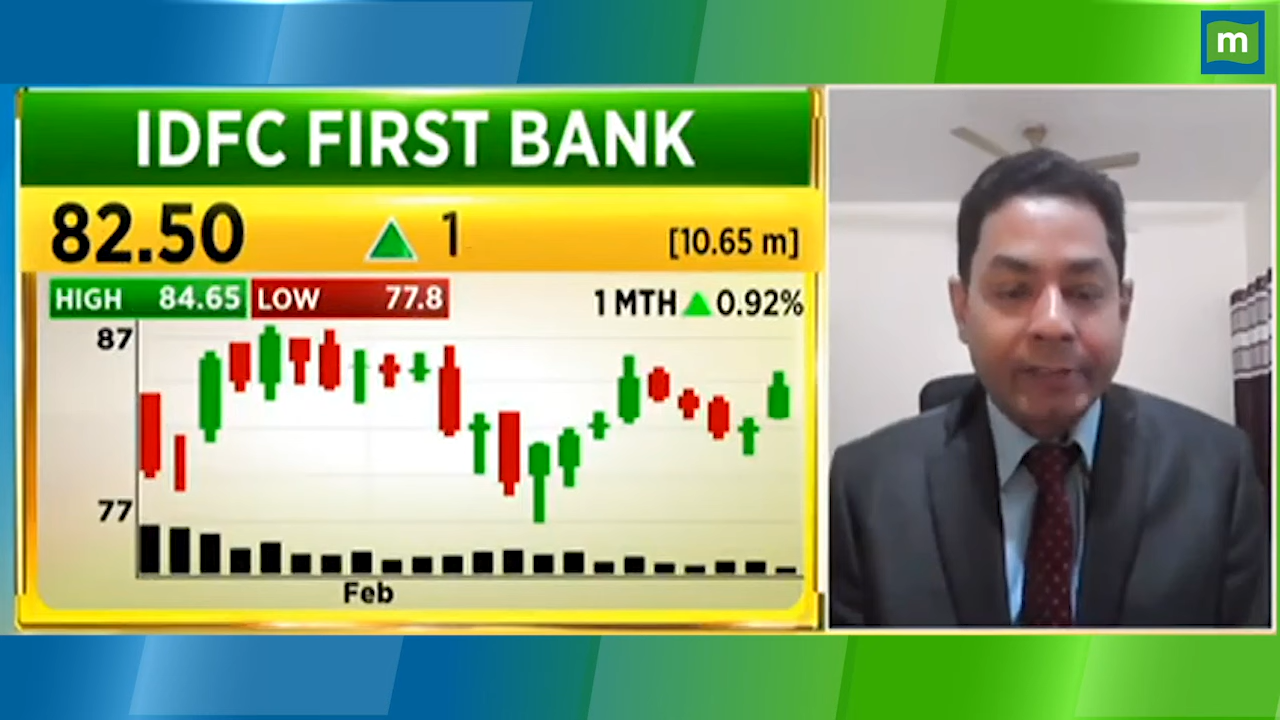 m
IDFC FIRST BANK
82.50 ▲ 1 [10.65 m]
HIGH 84.65 LOW 77.8 1 MTH ▲ 0.92%
87
77
Feb